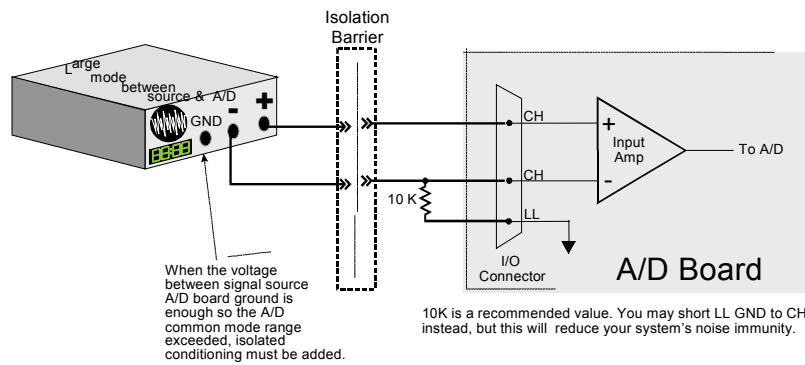 Isolation
Barrier
Large
mode
between
source & A/D
GND
-
+
CH
+
Input
Amp
To A/D
CH
-
10 K
LL
I/O
Connector
A/D Board
When the voltage
between signal source
A/D board ground is
enough so the A/D
common mode range
exceeded, isolated
conditioning must be added.
10K is a recommended value. You may short LL GND to CH
instead, but this will reduce your system's noise immunity.